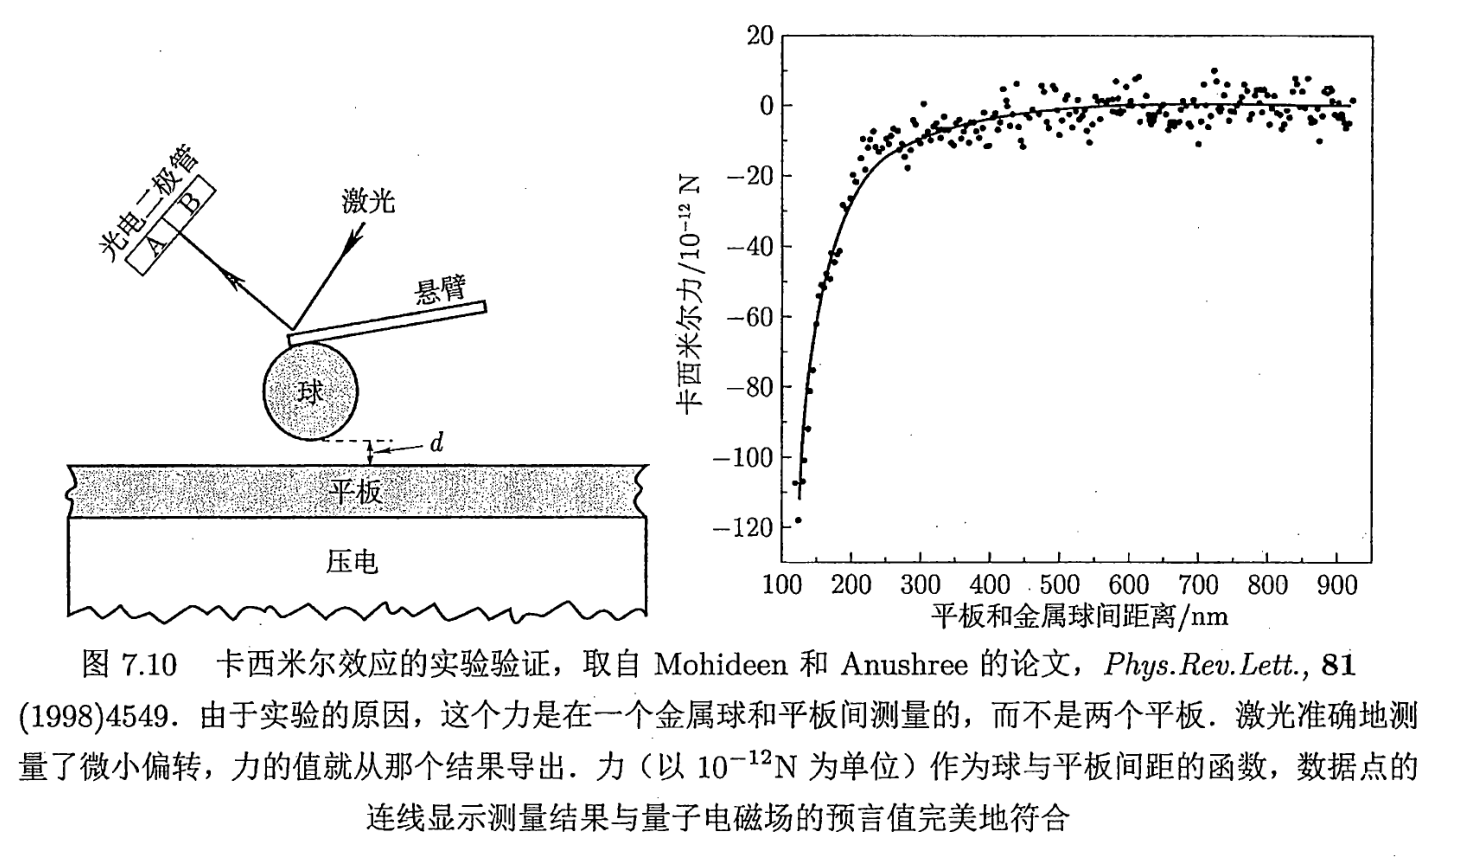 光电二极管
A
B
激光
悬臂
球
d
平板
压电
20
0
−20
−40
−60
−80
−100
−120
卡西米尔力/10⁻¹² N
100 200 300 400 500 600 700 800 900
平板和金属球间距离/nm
图 7.10 卡西米尔效应的实验验证，取自 Mohideen 和 Anushree 的论文，Phys.Rev.Lett., 81
(1998)4549．由于实验的原因，这个力是在一个金属球和平板间测量的，而不是两个平板．激光准确地测
量了微小偏转，力的值就从那个结果导出．力（以 10⁻¹²N 为单位）作为球与平板间距的函数，数据点的
连线显示测量结果与量子电磁场的预言值完美地符合